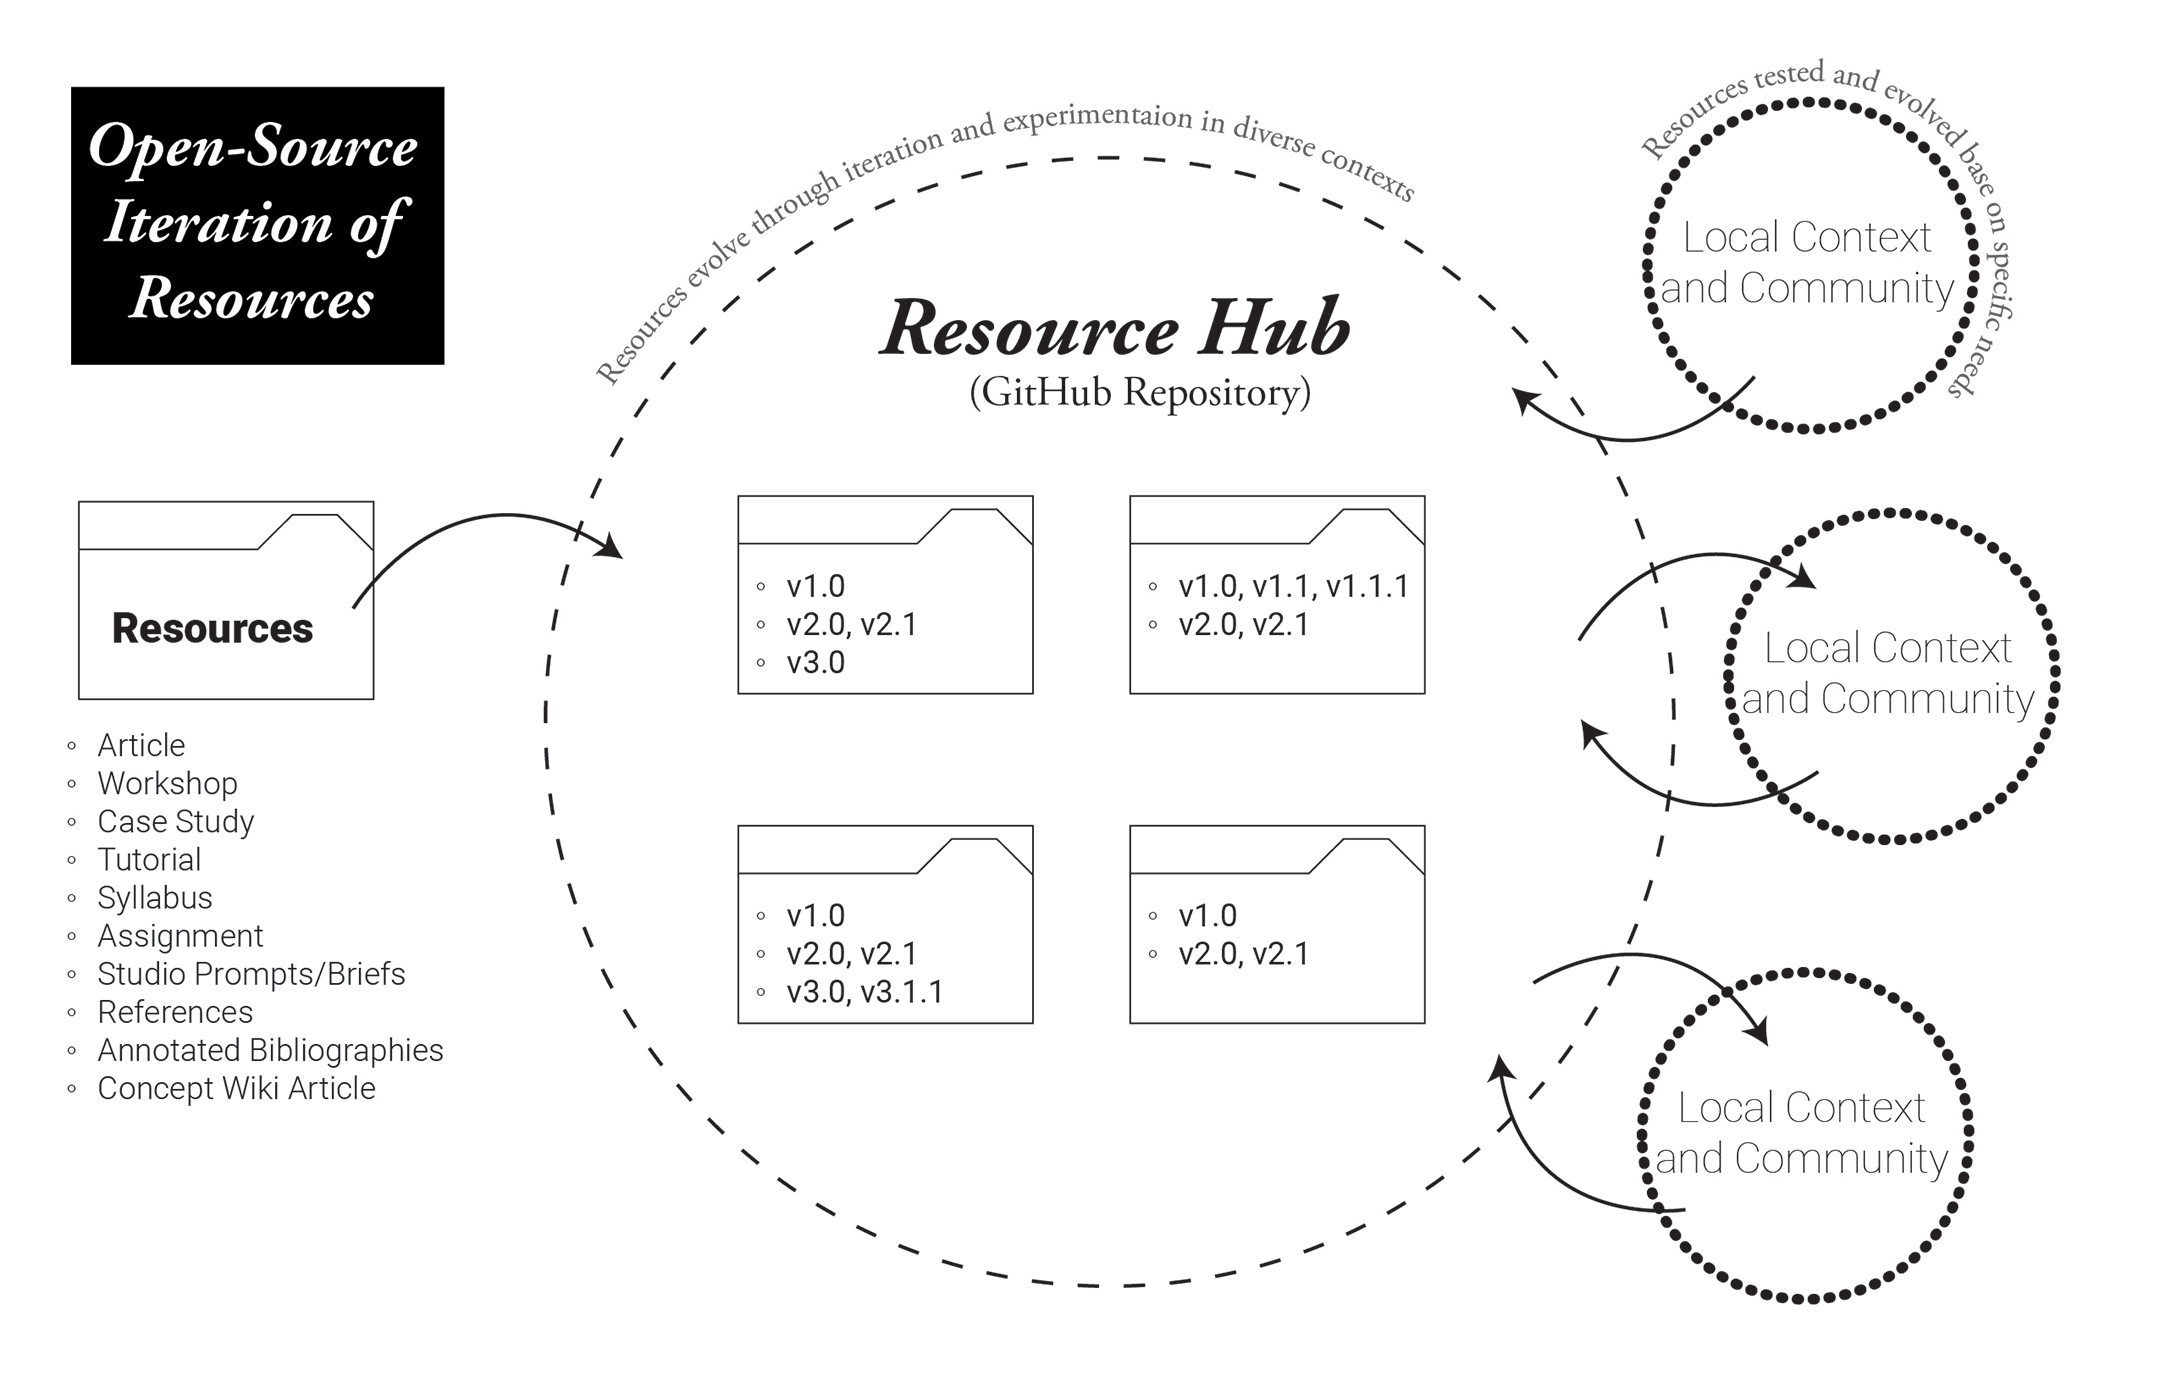 Open-Source
Iteration of
Resources
Resources
Article
Workshop
Case Study
Tutorial
Syllabus
Assignment
Studio Prompts/Briefs
References
Annotated Bibliographies
Concept Wiki Article
Resources evolve through iteration and experimentaion in diverse contexts
Resource Hub
(GitHub Repository)
v1.0
v2.0, v2.1
v3.0
v1.0, v1.1, v1.1.1
v2.0, v2.1
v1.0
v2.0, v2.1
v3.0, v3.1.1
v1.0
v2.0, v2.1
Resources tested and evolved base on specific needs
Local Context
and Community
Local Context
and Community
Local Context
and Community